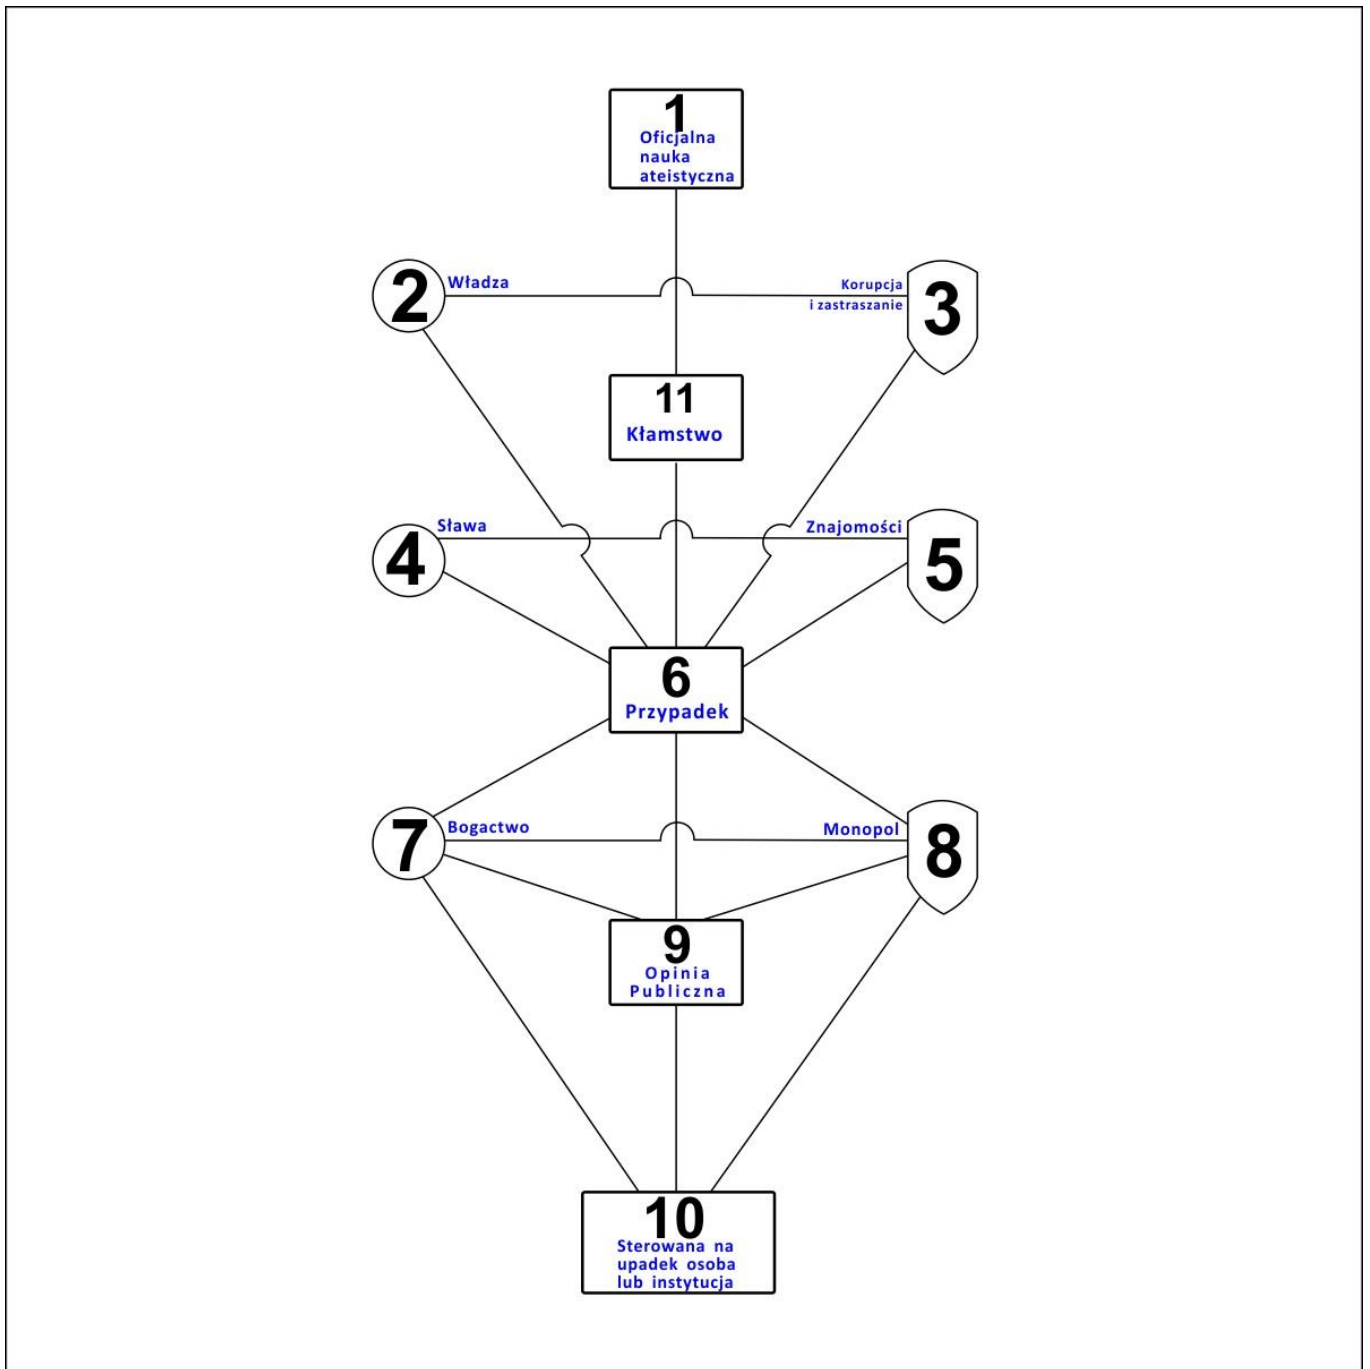 1
Oficjalna
nauka
ateistyczna
2
Władza
Korupcja
i zastraszanie
3
11
Kłamstwo
4
Sława
Znajomości
5
6
Przypadek
7
Bogactwo
Monopol
8
9
Opinia
Publiczna
10
Sterowana na
upadek osoba
lub instytucja